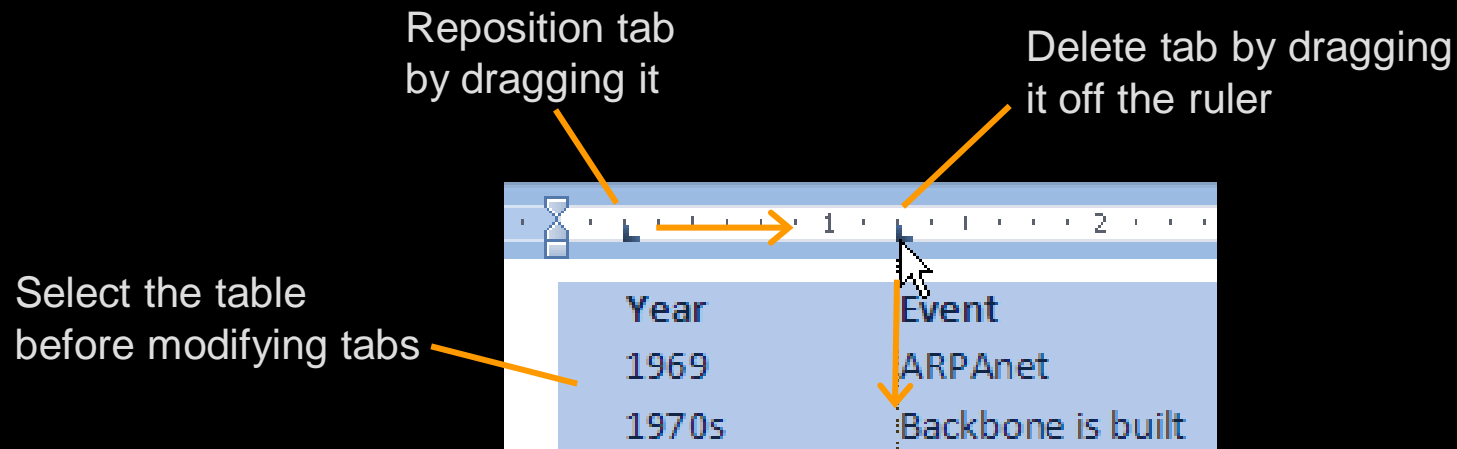 Reposition tab
by dragging it
Delete tab by dragging
it off the ruler
1 2
Select the table
before modifying tabs
Year Event
1969 ARPAnet
1970s Backbone is built